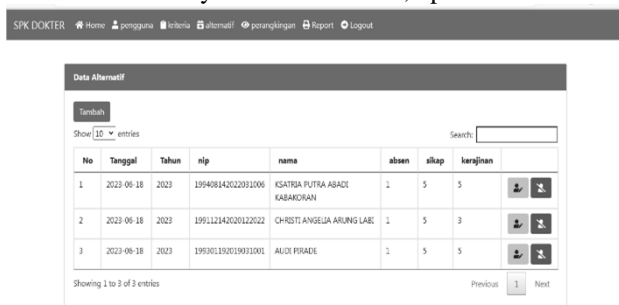 SPK DOKTER Home pengguna kriteria alternatif perangkingan Report Logout
Data Alternatif
Tambah
Show 10 entries Search:
No Tanggal Tahun nip nama absen sikap kerajinan
1 2023-06-18 2023 199408142022031006 KSATRIA PUTRA ABADI KABAKORAN 1 5 5
2 2023-06-18 2023 199112142020122022 CHRISTI ANGELIA ARUNG LABI 1 5 3
3 2023-06-18 2023 199301192019031001 AUDI PIRADE 1 5 5
Showing 1 to 3 of 3 entries Previous 1 Next